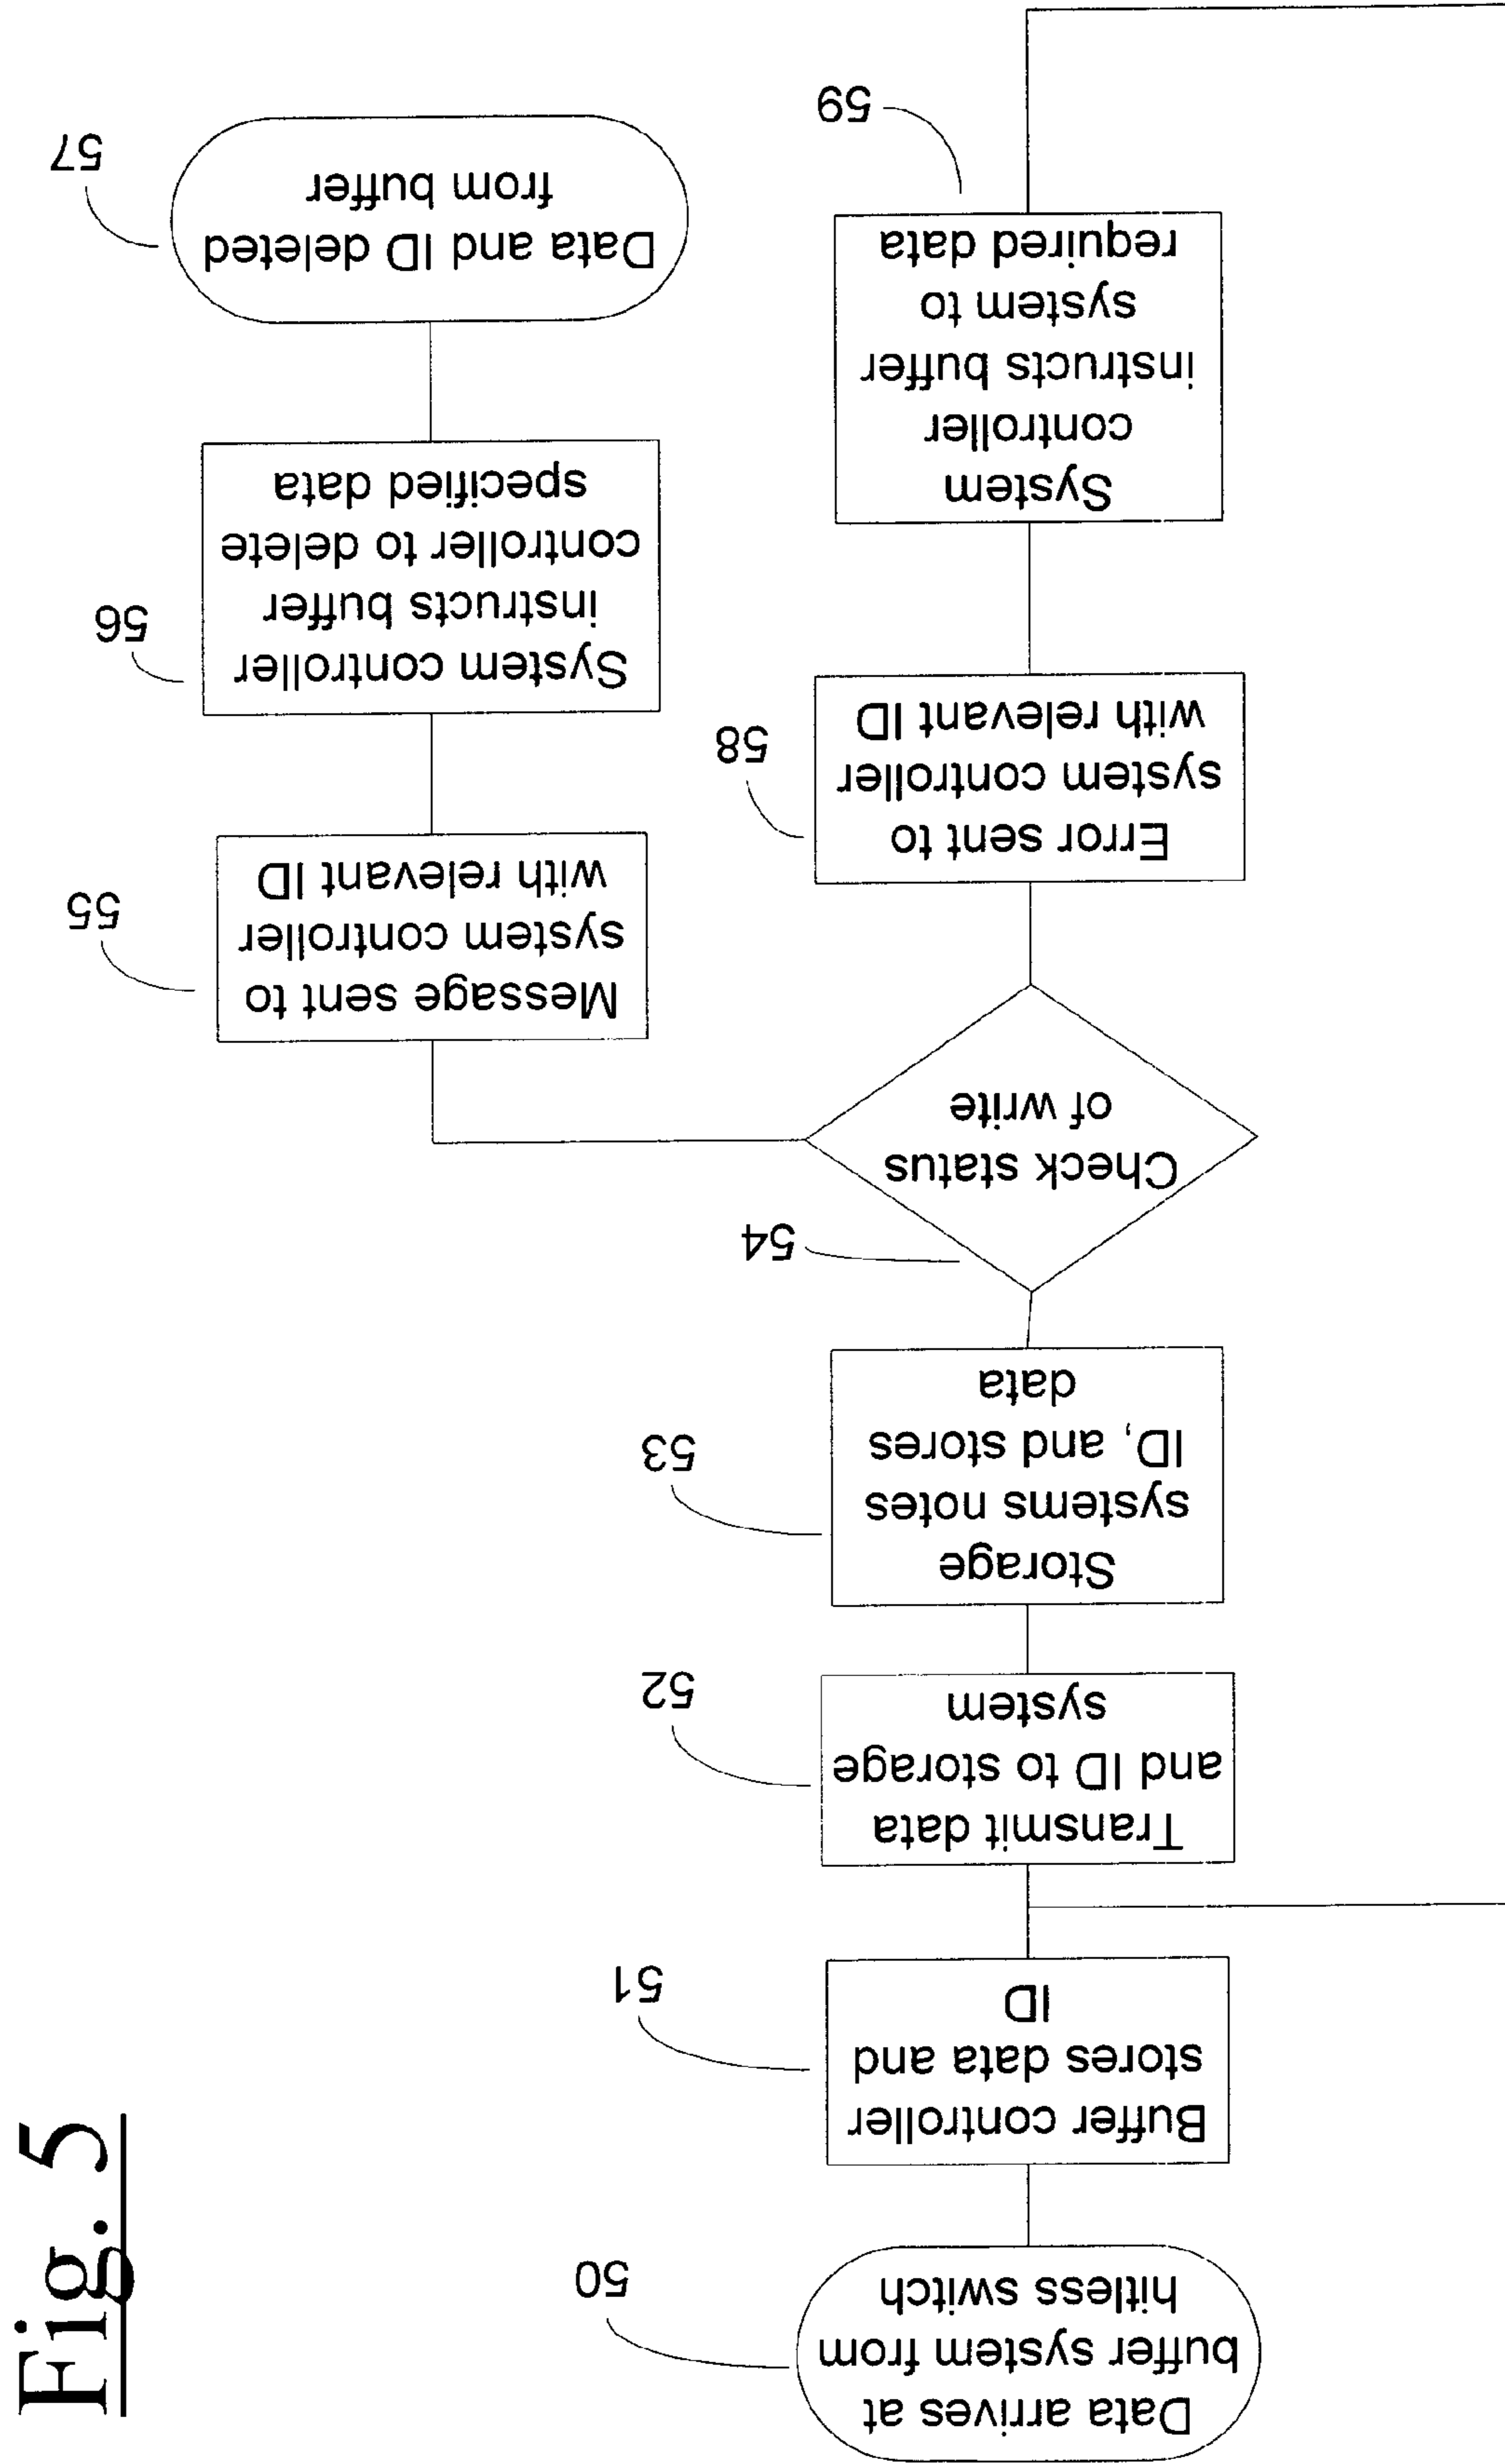 Fig. 5
Data arrives at
buffer system from
hitless switch
50
Buffer controller
stores data and
ID
51
Transmit data
and ID to storage
system
52
Storage
systems notes
ID, and stores
data
53
Check status
of write
54
Message sent to
system controller
with relevant ID
55
System controller
instructs buffer
controller to delete
specified data
56
Data and ID deleted
from buffer
57
Error sent to
system controller
with relevant ID
58
System
controller
instructs buffer
system to
required data
59